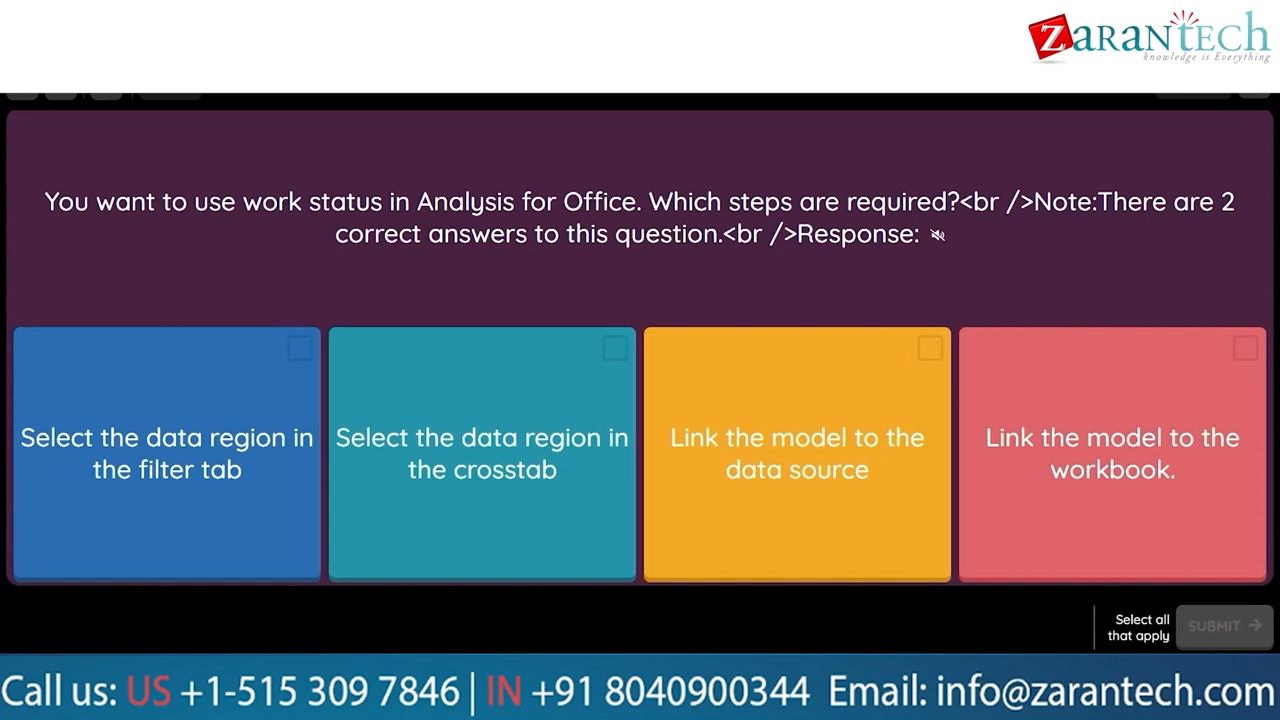 ZARANTECH
knowledge is Everything
You want to use work status in Analysis for Office. Which steps are required?<br />Note:There are 2
correct answers to this question.<br />Response:
Select the data region in
the filter tab
Select the data region in
the crosstab
Link the model to the
data source
Link the model to the
workbook.
Select all
that apply
SUBMIT
Call us: US +1-515 309 7846 | IN +91 8040900344 Email: info@zarantech.com